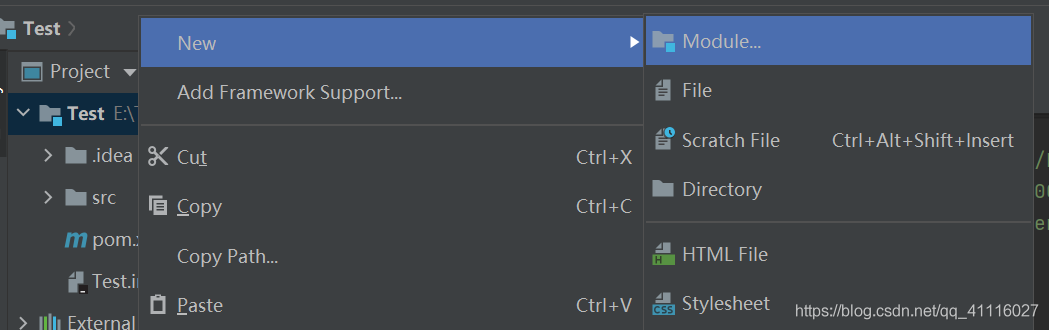 Test
Project
Test E:\
.idea
src
pom.
Test.i
External
New
Add Framework Support...
Cut Ctrl+X
Copy Ctrl+C
Copy Path...
Paste Ctrl+V
Module...
File
Scratch File Ctrl+Alt+Shift+Insert
Directory
HTML File
Stylesheet
https://blog.csdn.net/qq_41116027